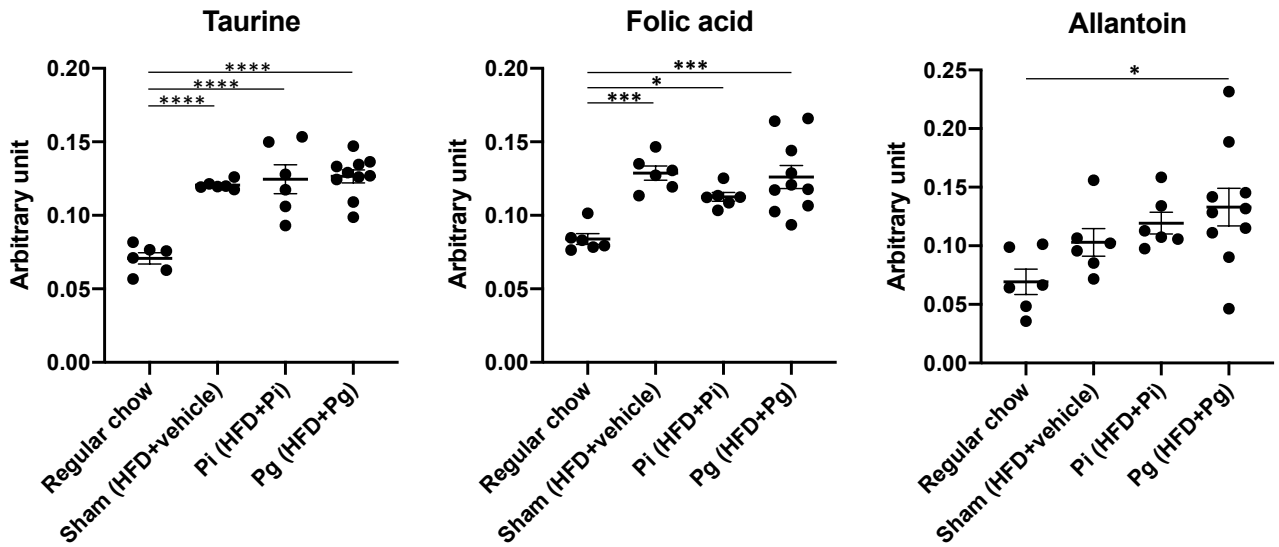 Taurine
****
****
****
Arbitrary unit
0.20
0.15
0.10
0.05
0.00
Regular chow
Sham (HFD+vehicle)
Pi (HFD+Pi)
Pg (HFD+Pg)
Folic acid
***
*
***
Arbitrary unit
0.20
0.15
0.10
0.05
0.00
Regular chow
Sham (HFD+vehicle)
Pi (HFD+Pi)
Pg (HFD+Pg)
Allantoin
*
Arbitrary unit
0.25
0.20
0.15
0.10
0.05
0.00
Regular chow
Sham (HFD+vehicle)
Pi (HFD+Pi)
Pg (HFD+Pg)